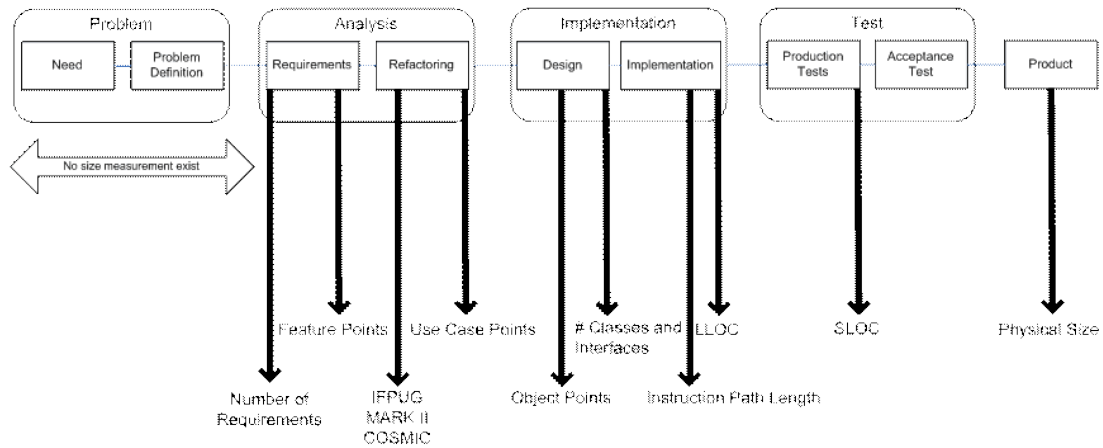 Problem
Analysis
Implementation
Test
Need
Problem
Definition
Requirements
Refactoring
Design
Implementation
Production
Tests
Acceptance
Test
Product
No size measurement exist
Feature Points
Use Case Points
# Classes and
Interfaces
LLOC
SLOC
Physical Size
Number of
Requirements
IFPUG
MARK II
COSMIC
Object Points
Instruction Path Length